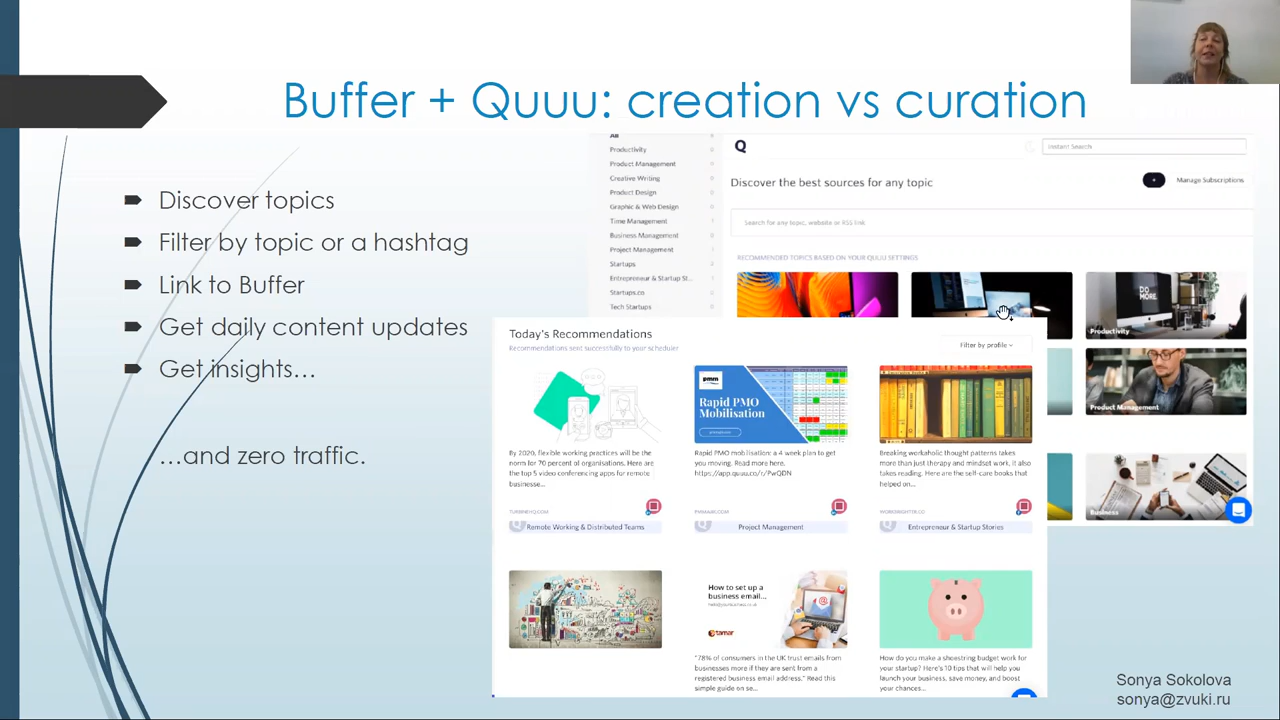 Buffer + Quuu: creation vs curation
Discover topics
Filter by topic or a hashtag
Link to Buffer
Get daily content updates
Get insights...
...and zero traffic.
All
Productivity
Product Management
Creative Writing
Product Design
Graphic & Web Design
Time Management
Business Management
Project Management
Startups
Entrepreneur & Startup St...
Startups.co
Tech Startups
Q
Instant Search
Discover the best sources for any topic
+
Manage Subscriptions
Search for any topic, website or RSS link
RECOMMENDED TOPICS BASED ON YOUR QUUU SETTINGS
DO
MORE.
Productivity
Product Management
Business
Today's Recommendations
Recommendations sent successfully to your scheduler
Filter by profile
By 2020, flexible working practices will be the
norm for 70 percent of organisations. Here are
the top 5 video conferencing apps for remote
businesse...
Remote Working & Distributed Teams
pmm
Rapid PMO
Mobilisation
Rapid PMO mobilisation: a 4 week plan to get
you moving. Read more here.
https://app.quuu.co/r/PwQDN
Project Management
Breaking workaholic thought patterns takes
more than just therapy and mindset work, it also
takes reading. Here are the self-care books that
helped on...
Entrepreneur & Startup Stories
How to set up a
business email...
tamar
"78% of consumers in the UK trust emails from
businesses more if they are sent from a
registered business email address." Read this
simple guide on se...
How do you make a shoestring budget work for
your startup? Here's 10 tips that will help you
launch your business, save money, and boost
your chances...
Sonya Sokolova
sonya@zvuki.ru